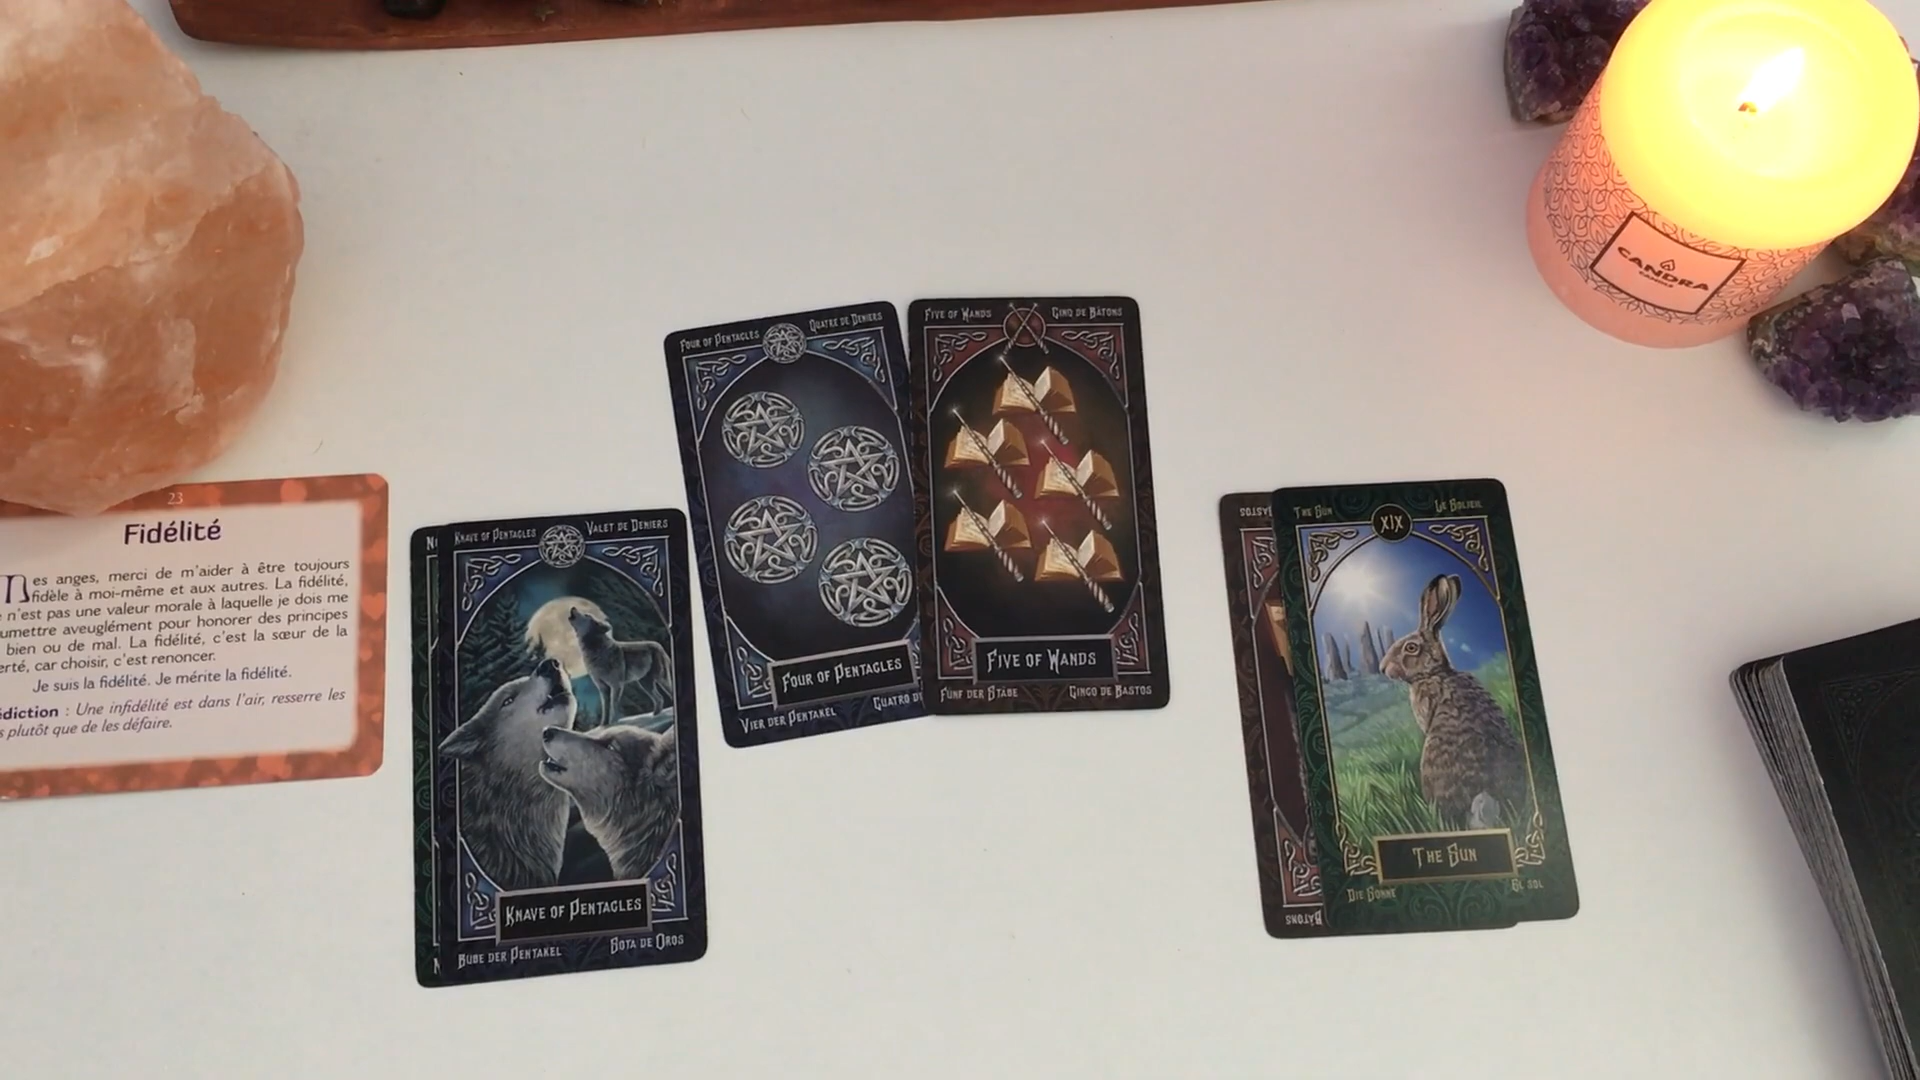 23
Fidélité
es anges, merci de m'aider à être toujours
fidèle à moi-même et aux autres. La fidélité,
n'est pas une valeur morale à laquelle je dois me
aveuglément pour honorer des principes
bien ou de mal. La fidélité, c'est la sœur de la
car choisir, c'est renoncer.
Je suis la fidélité. Je mérite la fidélité.
: Une infidélité est dans l'air, resserre les
plutôt que de les défaire.
KNAVE OF PENTACLES
VALET DE DENIERS
KNAVE OF PENTACLES
BUBE DER PENTAKEL
SOTA DE OROS
FOUR OF PENTACLES
QUATRE DE DENIERS
FOUR OF PENTACLES
VIER DER PENTAKEL
CUATRO DE
FIVE OF WANDS
CINQ DE BÂTONS
FIVE OF WANDS
FÜNF DER STÄBE
CINCO DE BASTOS
BASTOS
BÂTONS
THE SUN
XIX
LE SOLIEIL
THE SUN
DIE SONNE
EL SOL
CANDRA